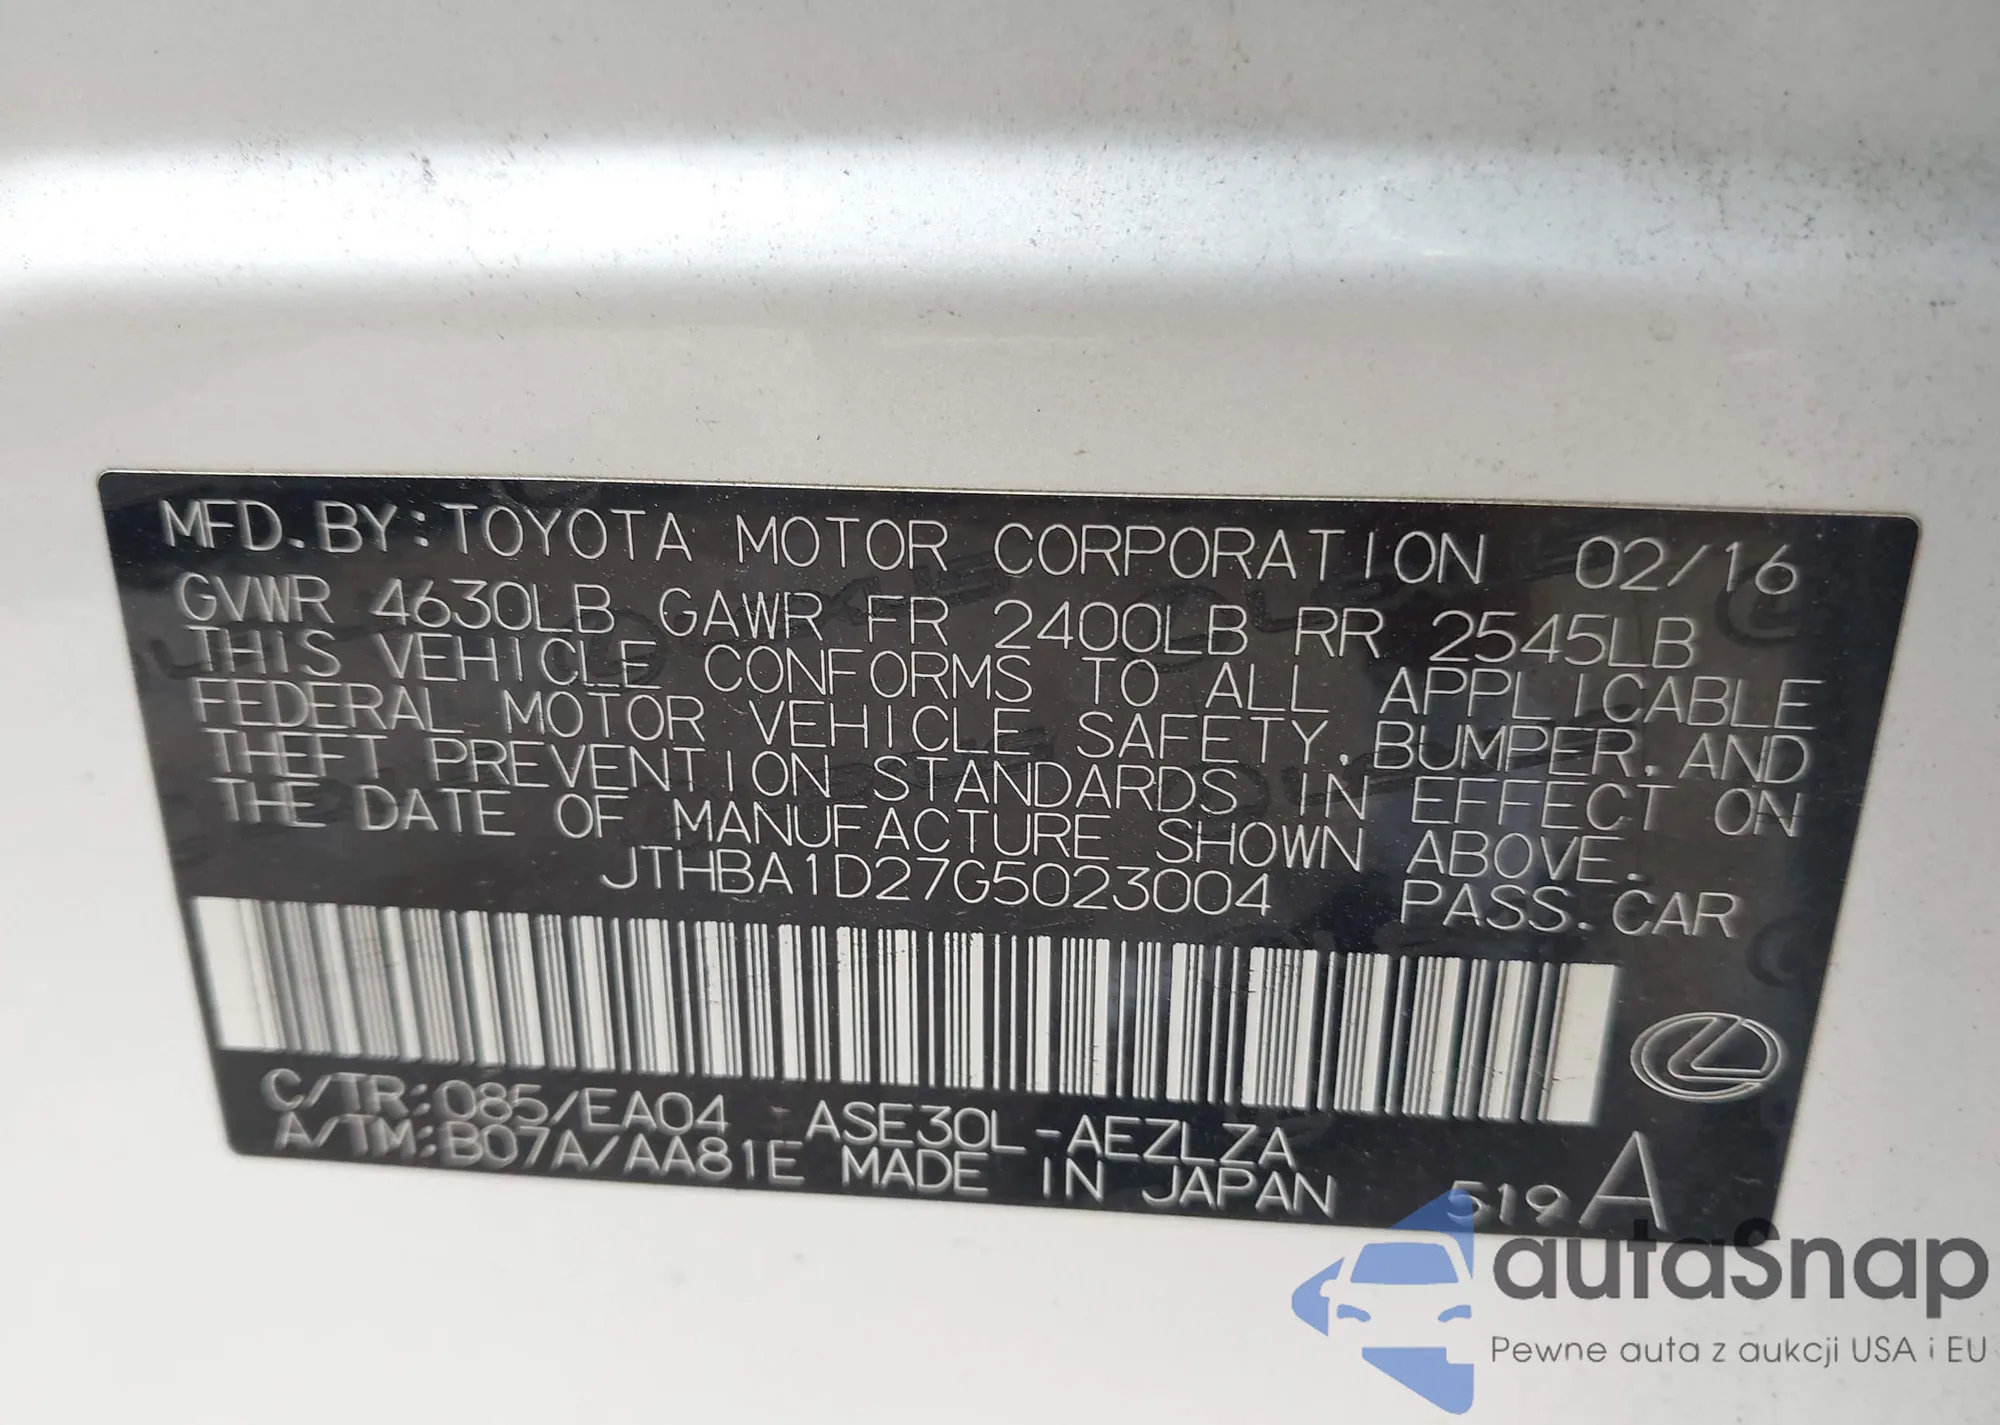 MFD.BY:TOYOTA MOTOR CORPORATION 02/16
GVWR 4630LB GAWR FR 2400LB RR 2545LB
THIS VEHICLE CONFORMS TO ALL APPLICABLE
FEDERAL MOTOR VEHICLE SAFETY,BUMPER,AND
THEFT PREVENTION STANDARDS IN EFFECT ON
THE DATE OF MANUFACTURE SHOWN ABOVE.
JTHBA1D27G5023004 PASS.CAR
C/TR:085/EA04 ASE30L-AEZLZA
A/TM:B07A/AA81E MADE IN JAPAN 519 A
autaSnap
Pewne auta z aukcji USA i EU